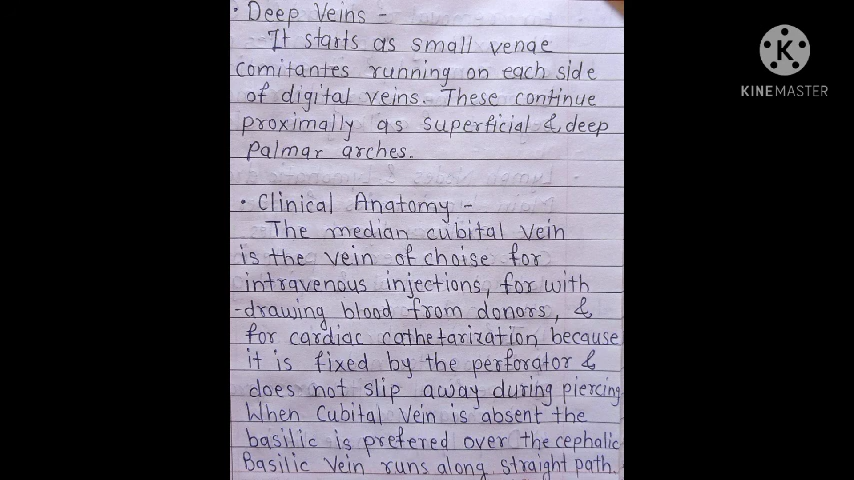 • Deep Veins -
It starts as small venae
comitantes running on each side
of digital veins. These continue
proximally as superficial & deep
palmar arches.
• Clinical Anatomy -
The median cubital vein
is the vein of choise for
intravenous injections, for with
-drawing blood from donors, &
for cardiac cathetarization because
it is fixed by the perforator &
does not slip away during piercing
When Cubital Vein is absent the
basilic is prefered over the cephalic
Basilic Vein runs along straight path.
K
KINEMASTER